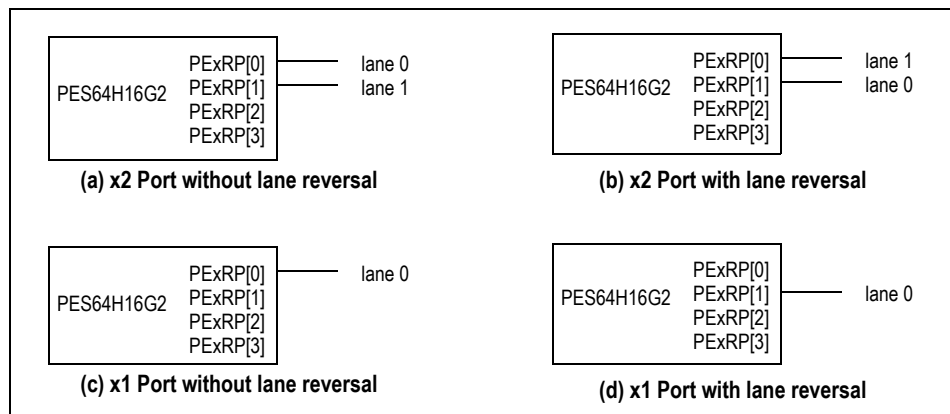 PES64H16G2
PExRP[0]
PExRP[1]
PExRP[2]
PExRP[3]
lane 0
lane 1
(a) x2 Port without lane reversal
PES64H16G2
PExRP[0]
PExRP[1]
PExRP[2]
PExRP[3]
lane 1
lane 0
(b) x2 Port with lane reversal
PES64H16G2
PExRP[0]
PExRP[1]
PExRP[2]
PExRP[3]
lane 0
(c) x1 Port without lane reversal
PES64H16G2
PExRP[0]
PExRP[1]
PExRP[2]
PExRP[3]
lane 0
(d) x1 Port with lane reversal